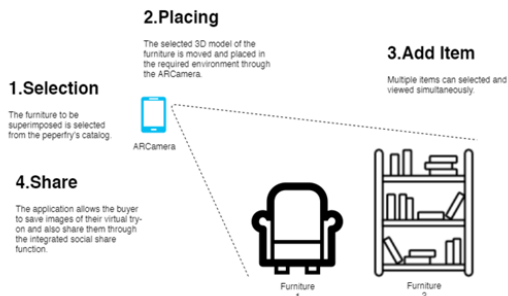 1.Selection
The furniture to be
superimposed is selected
from the peperfry's catalog.
2.Placing
The selected 3D model of the
furniture is moved and placed in
the required environment through
the ARCamera.
3.Add Item
Multiple items can selected and
viewed simultaneously.
4.Share
The application allows the buyer
to save images of their virtual try-
on and also share them through
the integrated social share
function.
ARCamera
Furniture
Furniture